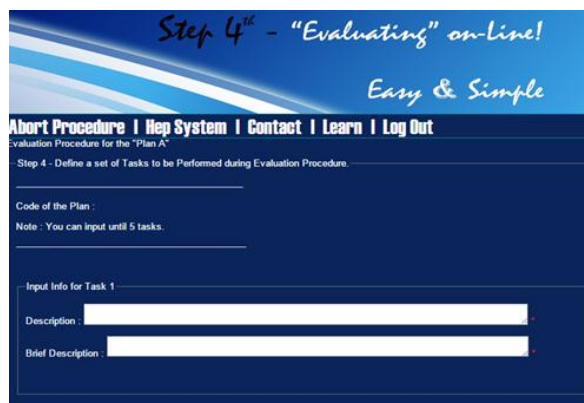 Step 4th - "Evaluating" on-Line!
Easy & Simple
Abort Procedure | Hep System | Contact | Learn | Log Out
Evaluation Procedure for the "Plan A"
Step 4 - Define a set of Tasks to be Performed during Evaluation Procedure.
Code of the Plan :
Note : You can input until 5 tasks.
Input Info for Task 1
Description : *
Brief Description : *